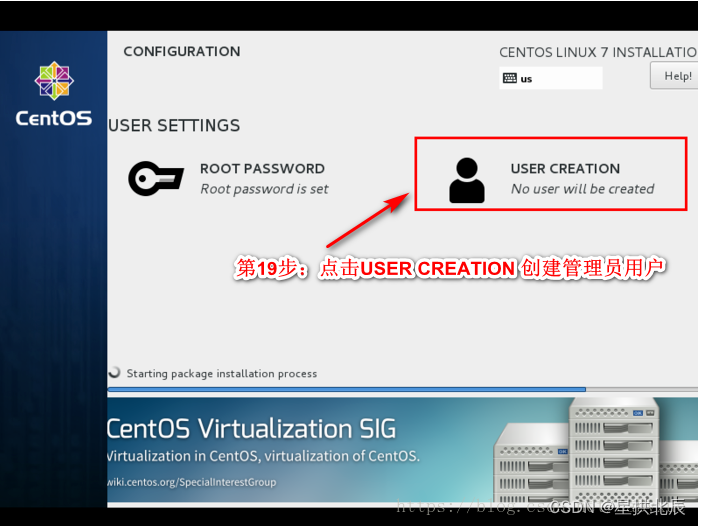 CONFIGURATION
CENTOS LINUX 7 INSTALLATIO
us
Help!
CentOS
USER SETTINGS
ROOT PASSWORD
Root password is set
USER CREATION
No user will be created
第19步：点击USER CREATION 创建管理员用户
Starting package installation process
CentOS Virtualization SIG
Virtualization in CentOS, virtualization of CentOS.
wiki.centos.org/SpecialInterestGroup
https://blog.cs
CSDN @星拱北辰